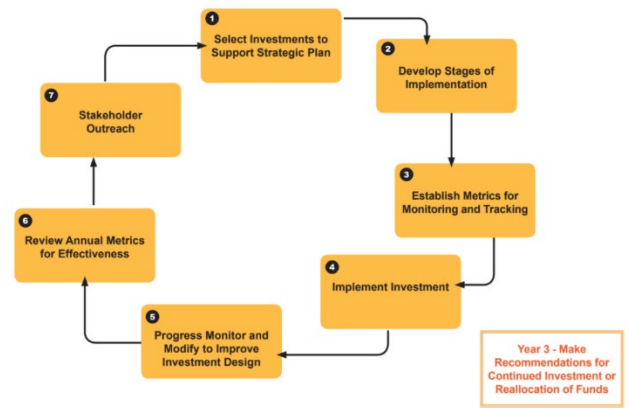 1
Select Investments to
Support Strategic Plan
2
Develop Stages of
Implementation
3
Establish Metrics for
Monitoring and Tracking
4
Implement Investment
5
Progress Monitor and
Modify to Improve
Investment Design
6
Review Annual Metrics
for Effectiveness
7
Stakeholder
Outreach
Year 3 - Make
Recommendations for
Continued Investment or
Reallocation of Funds